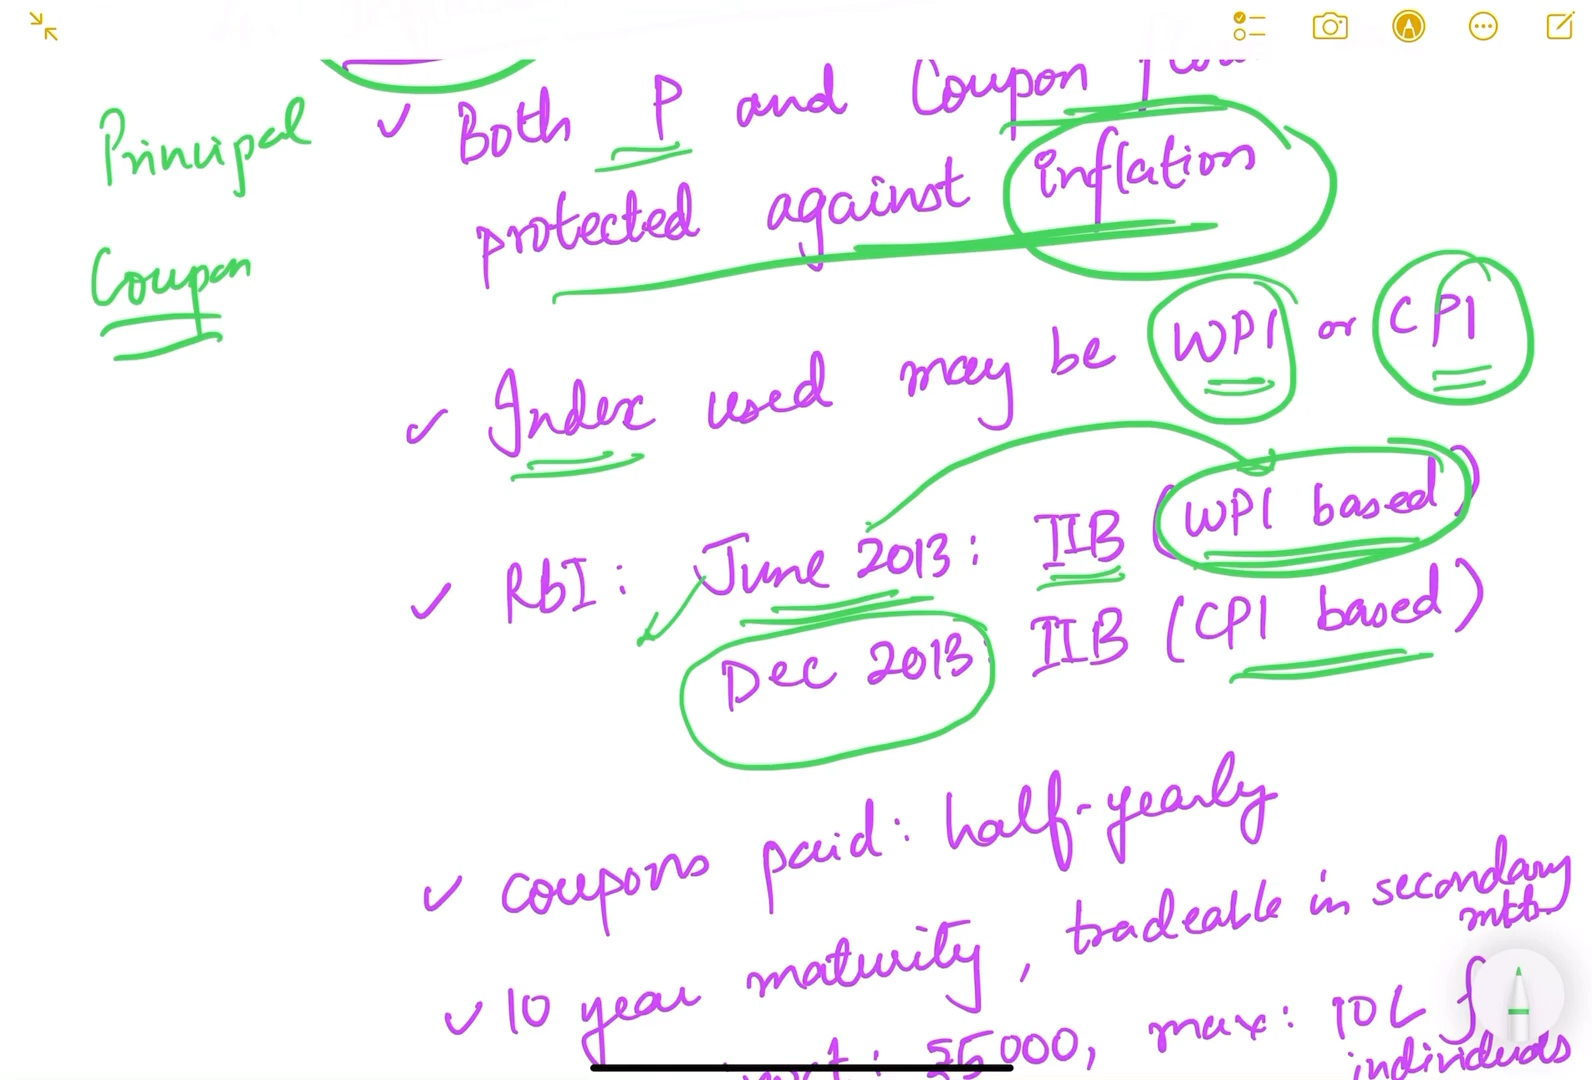 Principal
Coupon
✓ Both P and Coupon
protected against inflation
✓ Index used may be WPI or CPI
✓ RbI: June 2013: IIB (WPI based)
Dec 2013: IIB (CPI based)
✓ coupons paid: half-yearly
✓ 10 year maturity, tradeable in secondary
mkt
000, max: 10L {
individuals